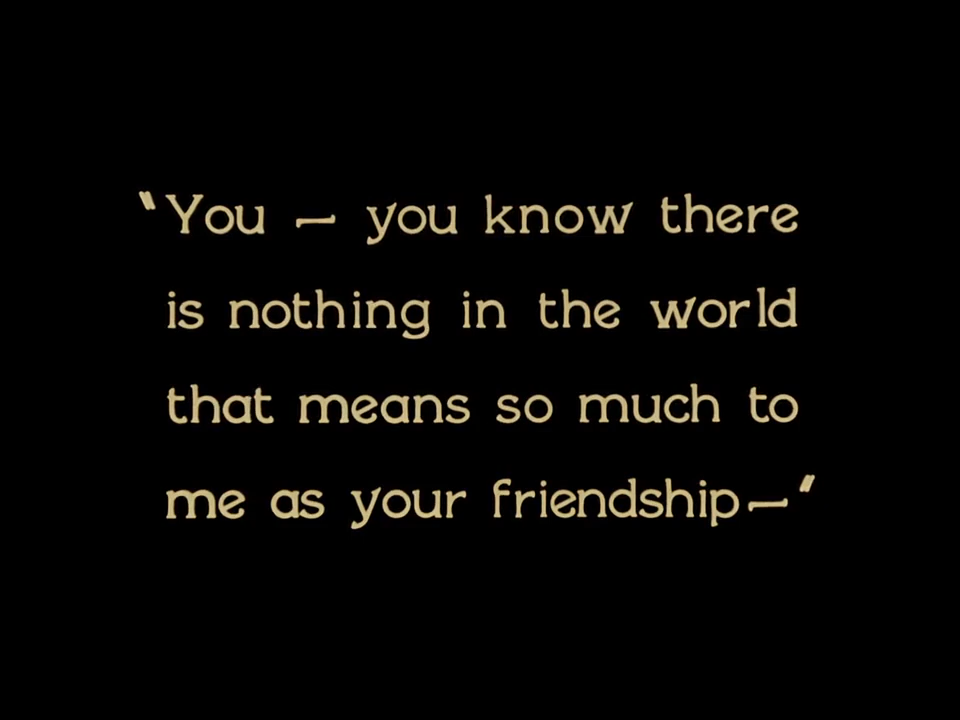 "You — you know there
is nothing in the world
that means so much to
me as your friendship—"